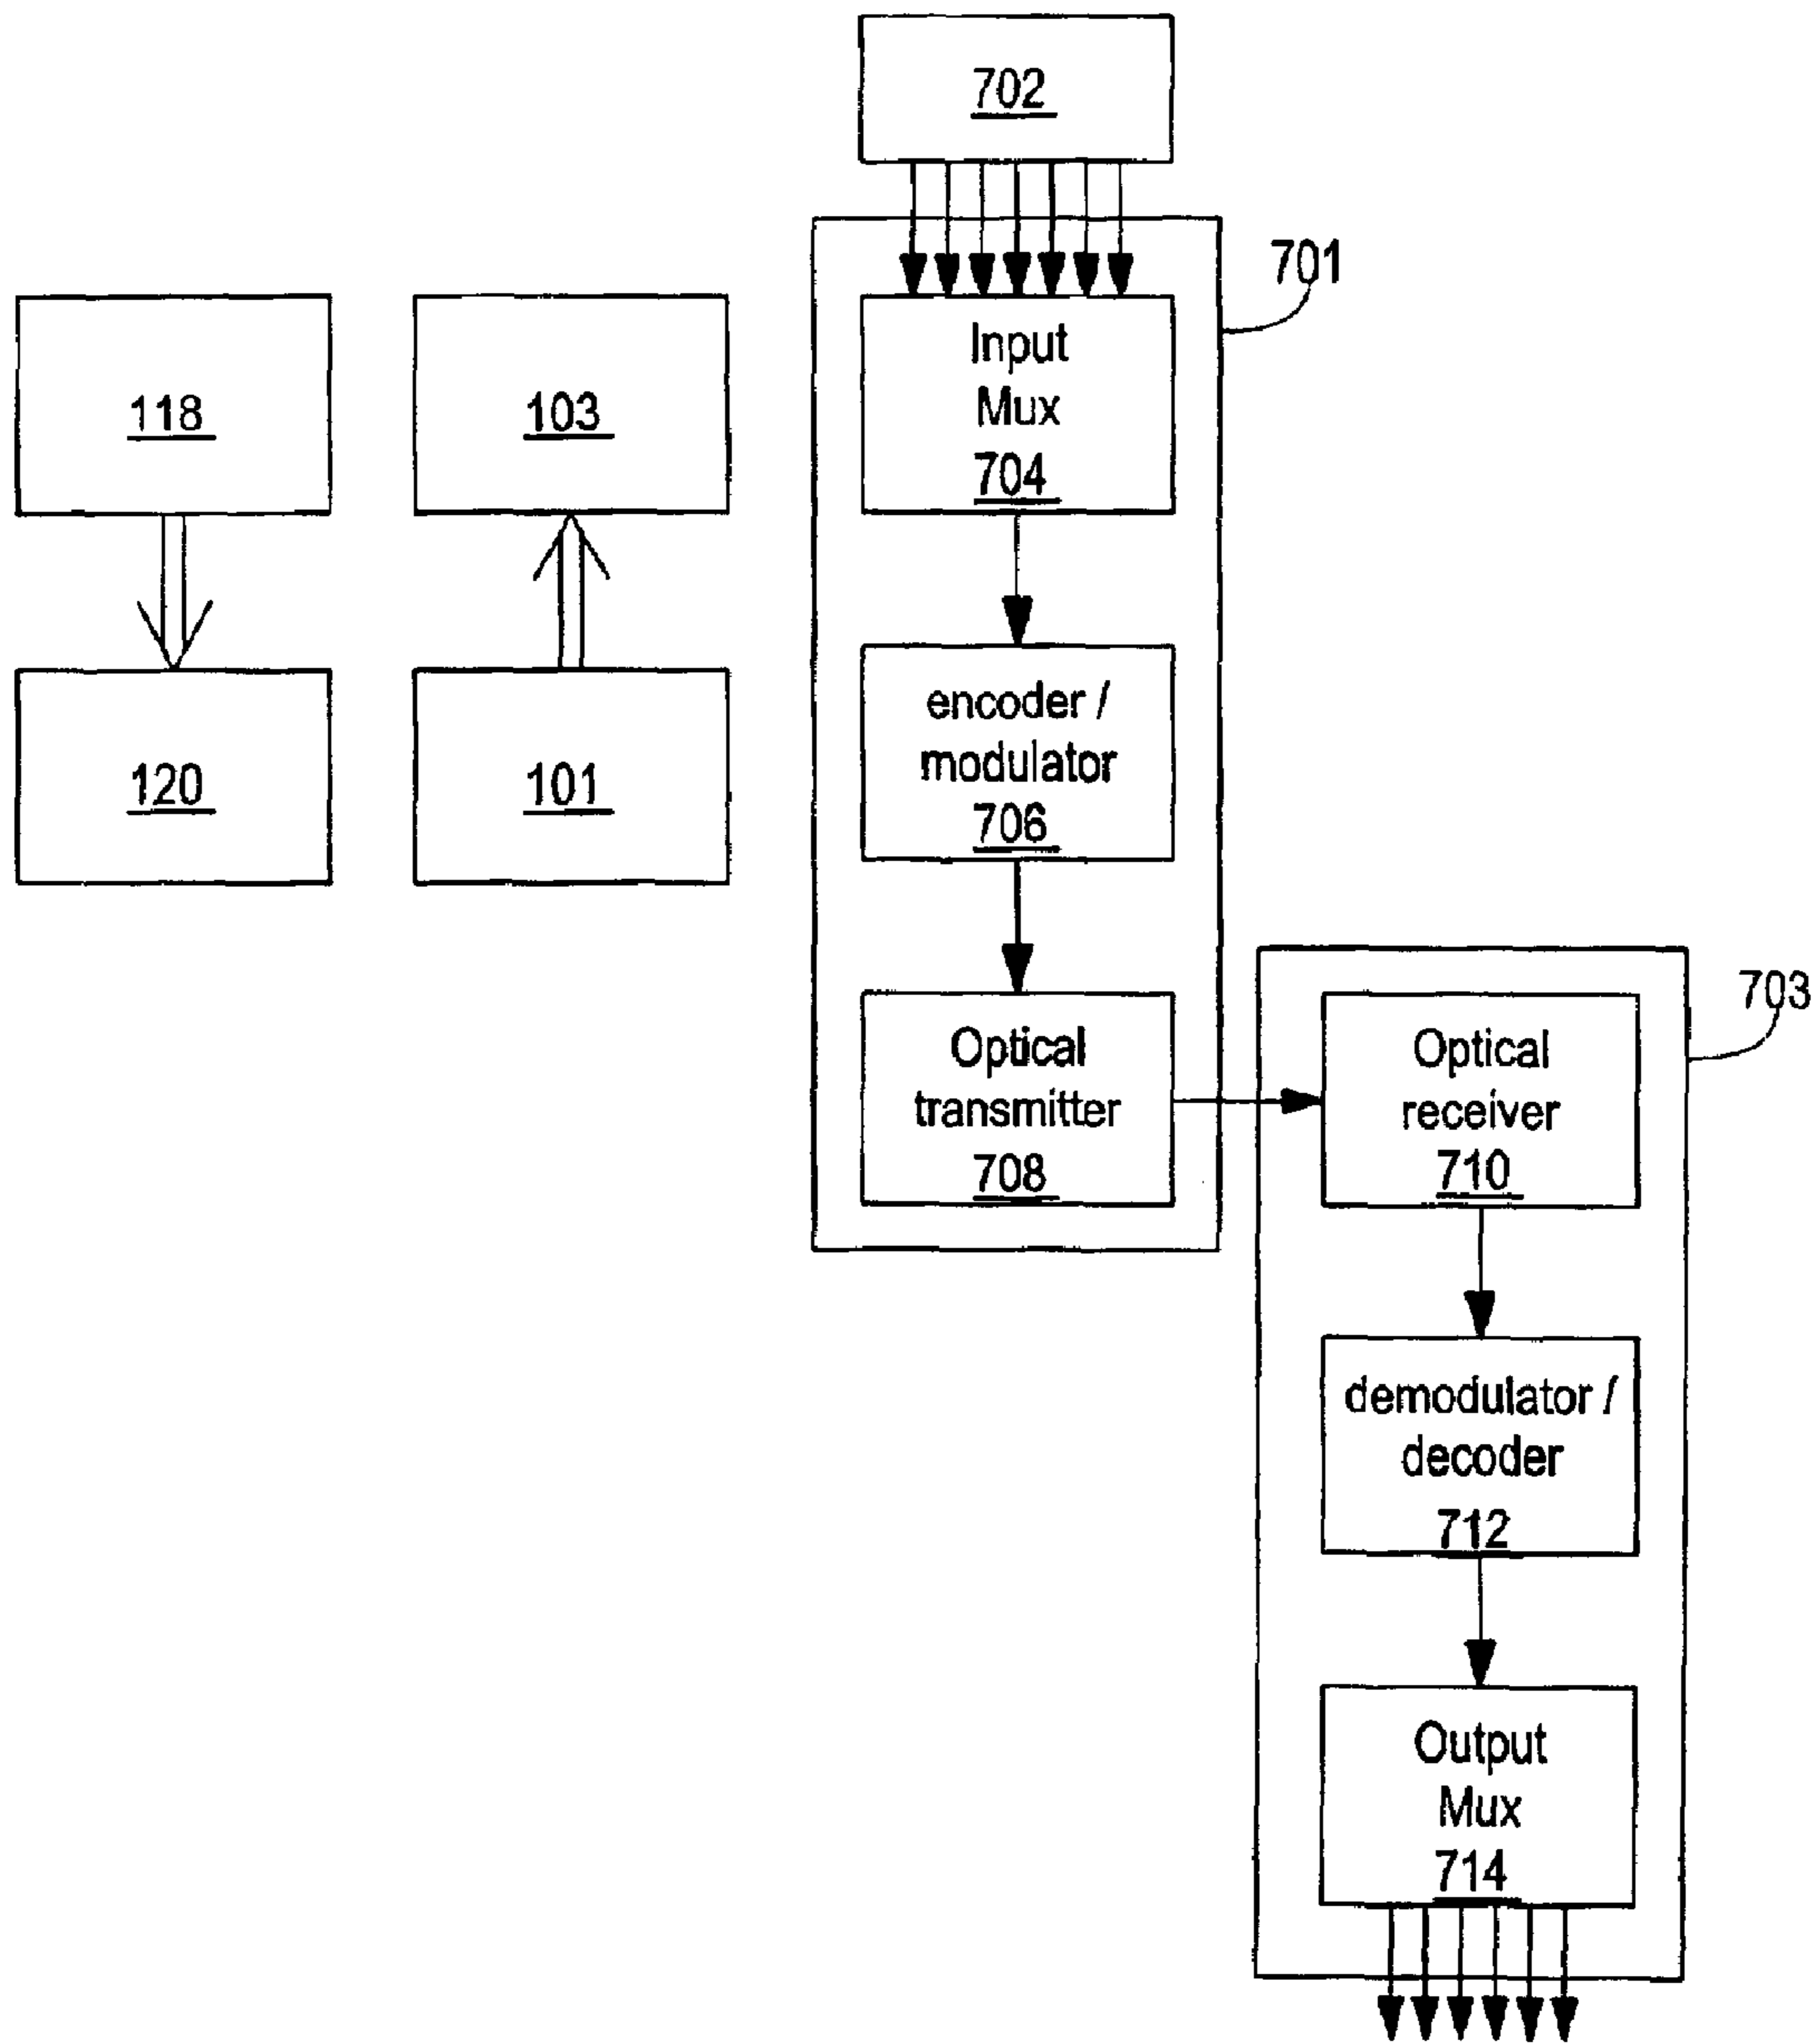 702
701
Input
Mux
704
118
103
encoder /
modulator
706
120
101
703
Optical
transmitter
708
Optical
receiver
710
demodulator /
decoder
712
Output
Mux
714